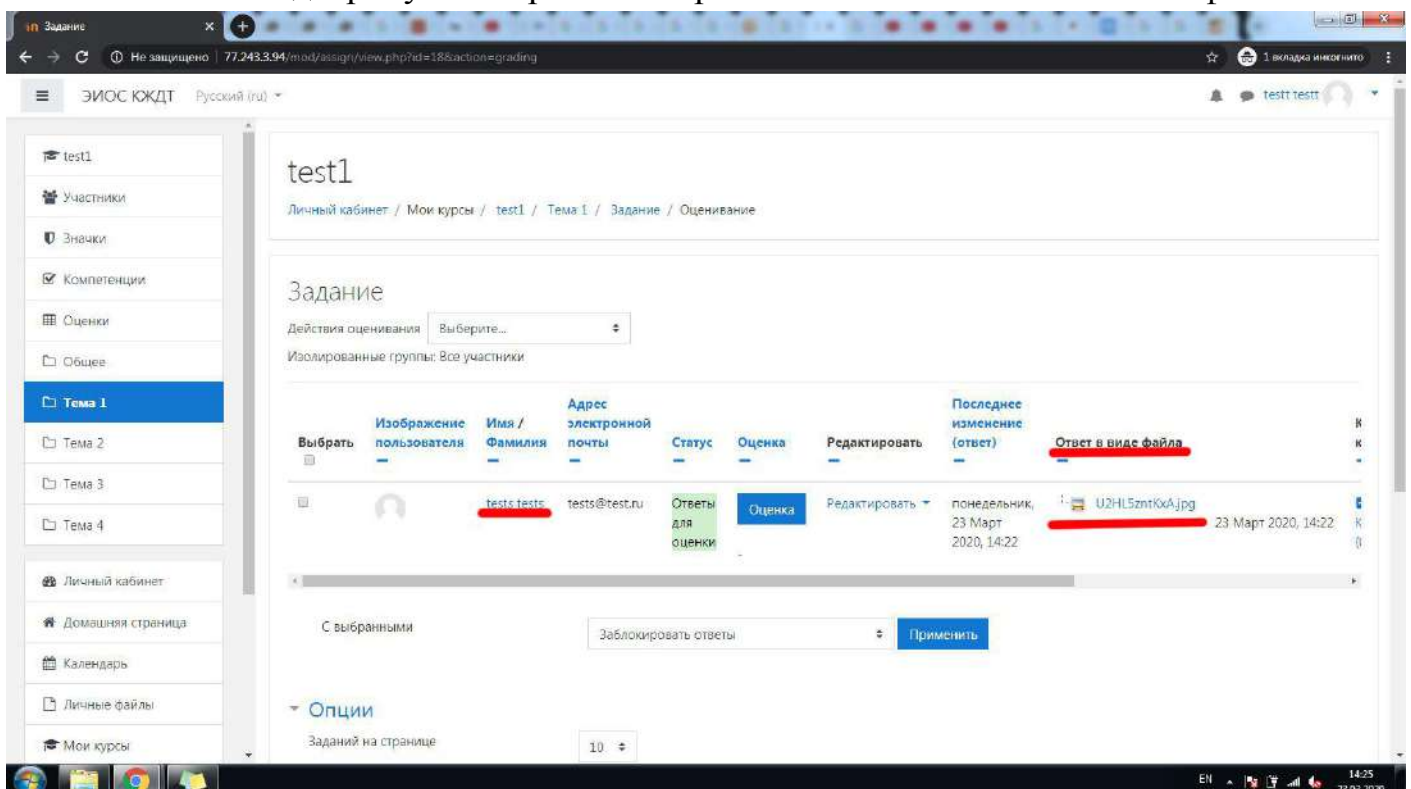 Задание
Не защищено 77.243.3.94/mod/assign/view.php?id=18&action=grading
1 вкладка инкогнито
ЭИОС КЖДТ Русский (ru)
testt testt
test1
Участники
Значки
Компетенции
Оценки
Общее
Тема 1
Тема 2
Тема 3
Тема 4
Личный кабинет
Домашняя страница
Календарь
Личные файлы
Мои курсы
test1
Личный кабинет / Мои курсы / test1 / Тема 1 / Задание / Оценивание
Задание
Действия оценивания Выберите...
Изолированные группы: Все участники
Выбрать
Изображение
пользователя
Имя /
Фамилия
Адрес
электронной
почты
Статус
Оценка
Редактировать
Последнее
изменение
(ответ)
Ответ в виде файла
К
к
tests tests
tests@test.ru
Ответы
для
оценки
Оценка
-
Редактировать
понедельник,
23 Март
2020, 14:22
U2HL5zntKxA.jpg
23 Март 2020, 14:22
К
(
С выбранными
Заблокировать ответы
Применить
Опции
Заданий на странице
10
EN
14:25